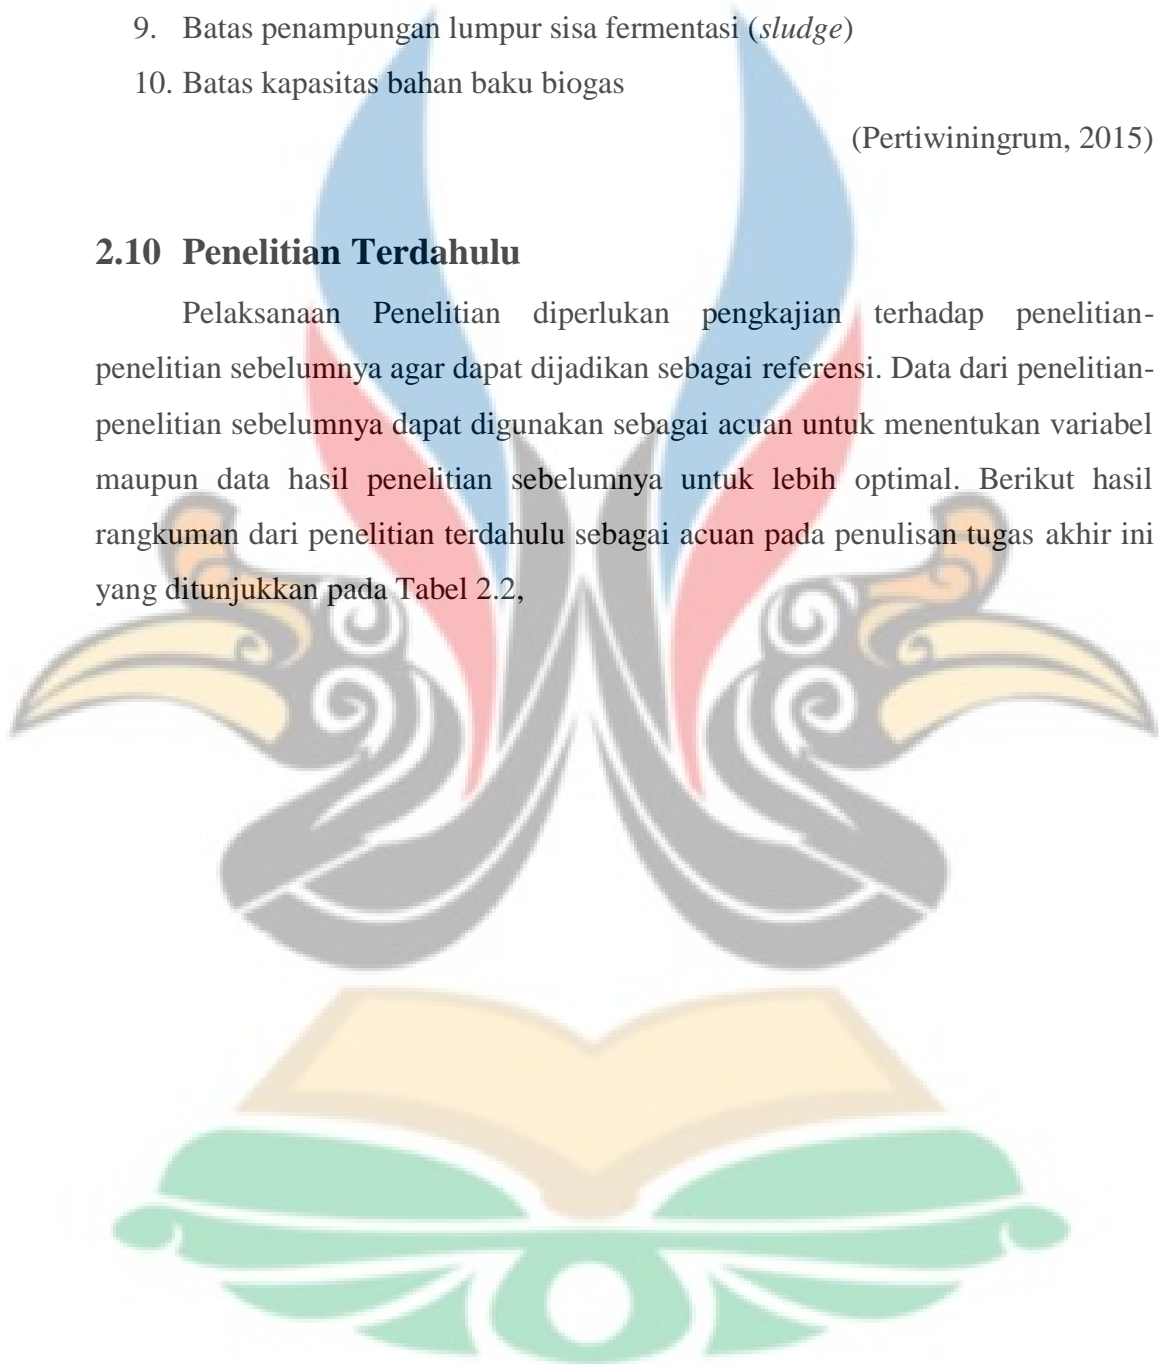 9. Batas penampungan lumpur sisa fermentasi (sludge)
10. Batas kapasitas bahan baku biogas
(Pertiwiningrum, 2015)
2.10 Penelitian Terdahulu
Pelaksanaan Penelitian diperlukan pengkajian terhadap penelitian-
penelitian sebelumnya agar dapat dijadikan sebagai referensi. Data dari penelitian-
penelitian sebelumnya dapat digunakan sebagai acuan untuk menentukan variabel
maupun data hasil penelitian sebelumnya untuk lebih optimal. Berikut hasil
rangkuman dari penelitian terdahulu sebagai acuan pada penulisan tugas akhir ini
yang ditunjukkan pada Tabel 2.2,